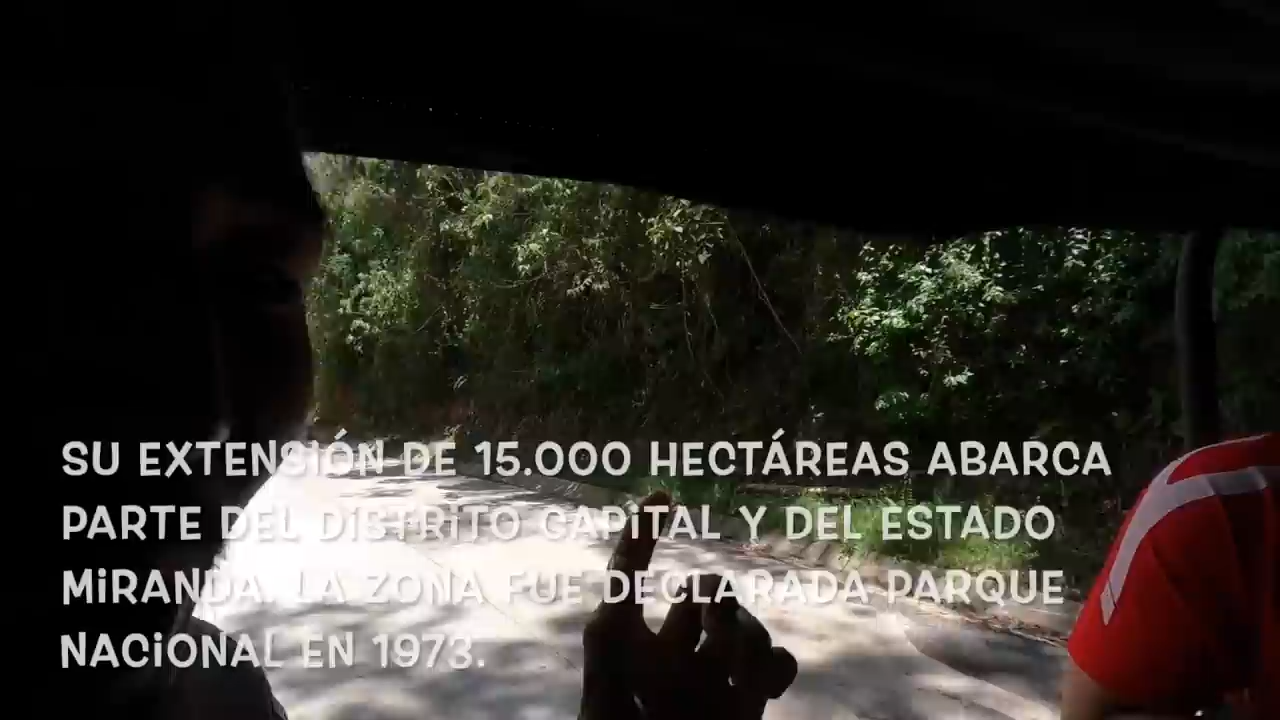 SU EXTENSIÓN DE 15.000 HECTÁREAS ABARCA
PARTE DEL DISTRITO CAPITAL Y DEL ESTADO
MIRANDA. LA ZONA FUE DECLARADA PARQUE
NACIONAL EN 1973.